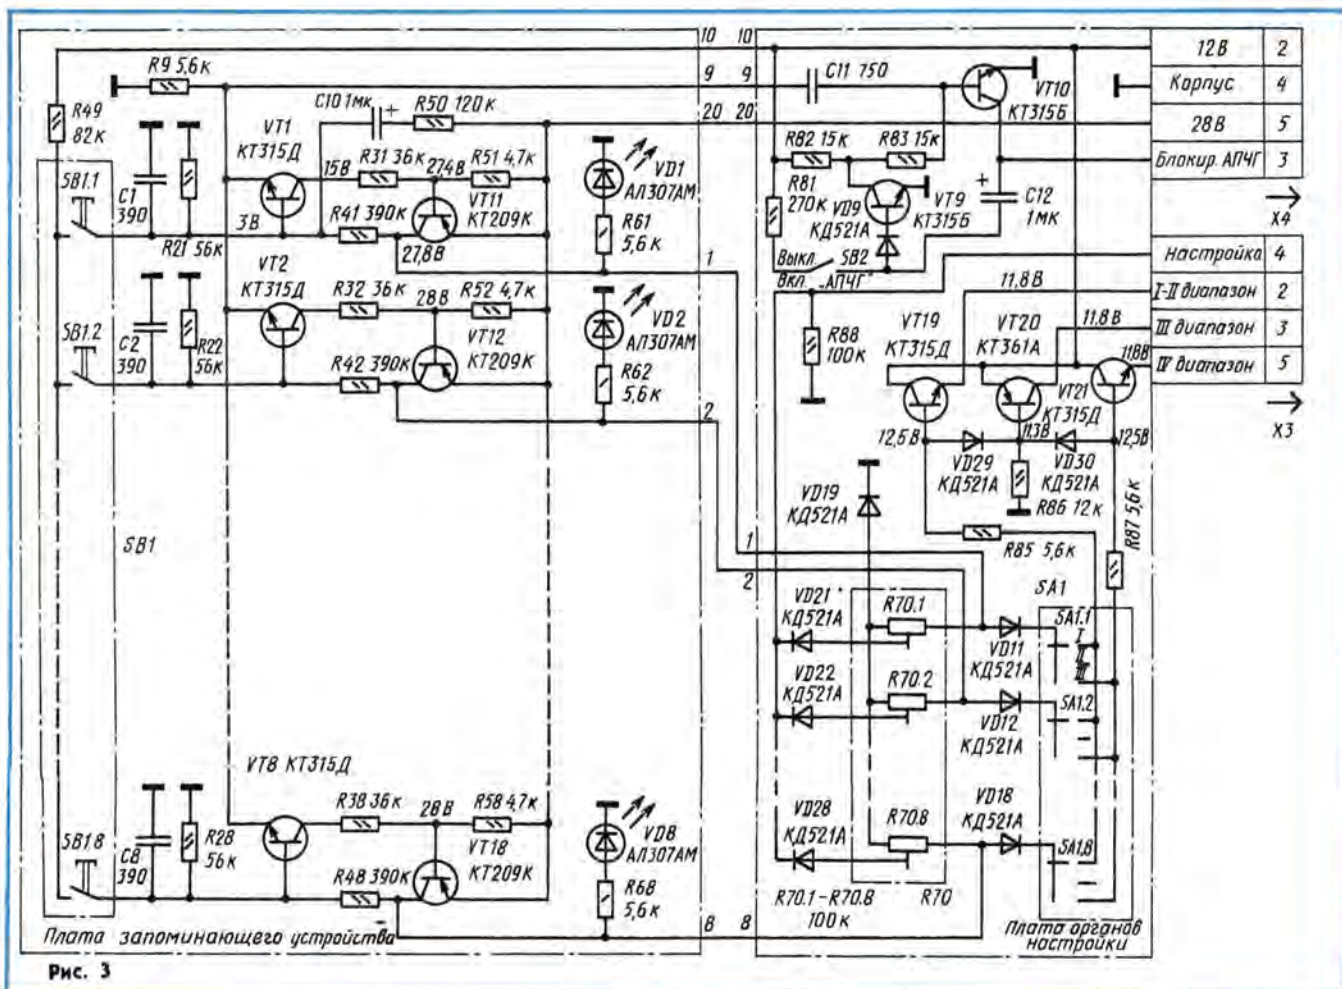 10 10
12В 2
R9 5,6к
9 9
C11 750
VT10
КТ315Б
Корпус 4
R49
82к
C10 1мк
+
R50 120к
20 20
28В 5
VT1
КТ315Д
15В
R31 36к
27,4В
R51 4,7к
VD1
АЛ307АМ
R82 15к
R83 15к
Блокир. АПЧГ 3
SB1.1
C1
390
R21 56к
3В
R41 390к
VT11
КТ209К
27,8В
R61
5,6к
1
R81
270к
VD9
КД521А
VT9
КТ315Б
+
C12
1мк
X4
Выкл.
Вкл. „АПЧГ"
SB2
Настройка 4
VT2
КТ315Д
R32 36к
28В
R52 4,7к
VD2
АЛ307АМ
11,8В
I-II диапазон 2
SB1.2
C2
390
R22
56к
R42 390к
VT12
КТ209К
R62
5,6к
2
R88
100к
VT19
КТ315Д
VT20
КТ361А
11,8В
III диапазон 3
11,8В
IV диапазон 5
VT21
КТ315Д
X3
12,5В
11,3В
12,5В
VD29
КД521А
VD30
КД521А
VD19
КД521А
R86 12к
R87 5,6к
SB1
1
R85 5,6к
2
SA1
VD21
КД521А
R70.1
SA1.1
I
II
III
VD11
КД521А
VD22
КД521А
R70.2
SA1.2
VD12
КД521А
VT8 КТ315Д
R38 36к
28В
R58 4,7к
VD8
АЛ307АМ
VD28
КД521А
R70.8
VD18
КД521А
SA1.8
SB1.8
C8
390
R28
56к
R48 390к
VT18
КТ209К
R68
5,6к
R70.1-R70.8
100к
R70
8 8
Плата запоминающего устройства
Плата органов
настройки
Рис. 3